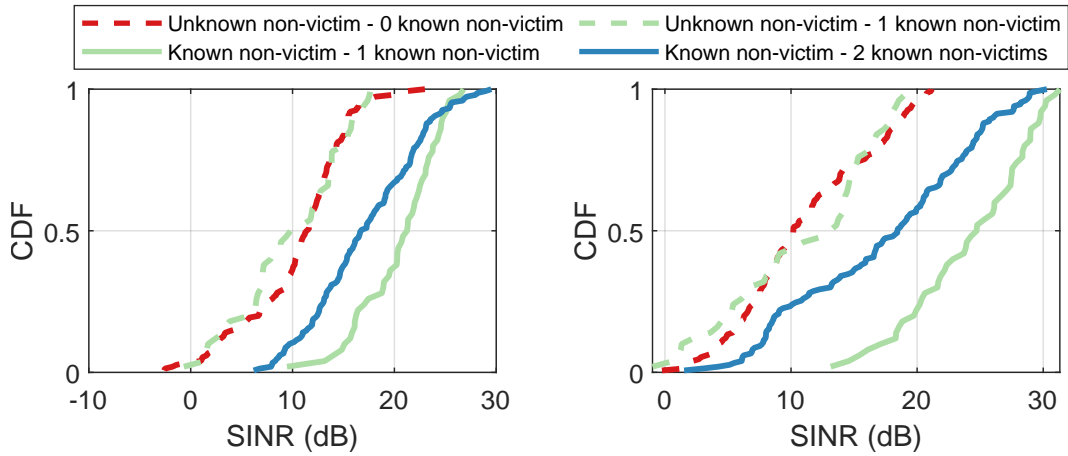 Unknown non-victim - 0 known non-victim
Unknown non-victim - 1 known non-victim
Known non-victim - 1 known non-victim
Known non-victim - 2 known non-victims
1
0.5
0
CDF
-10
0
10
20
30
SINR (dB)
1
0.5
0
CDF
0
10
20
30
SINR (dB)